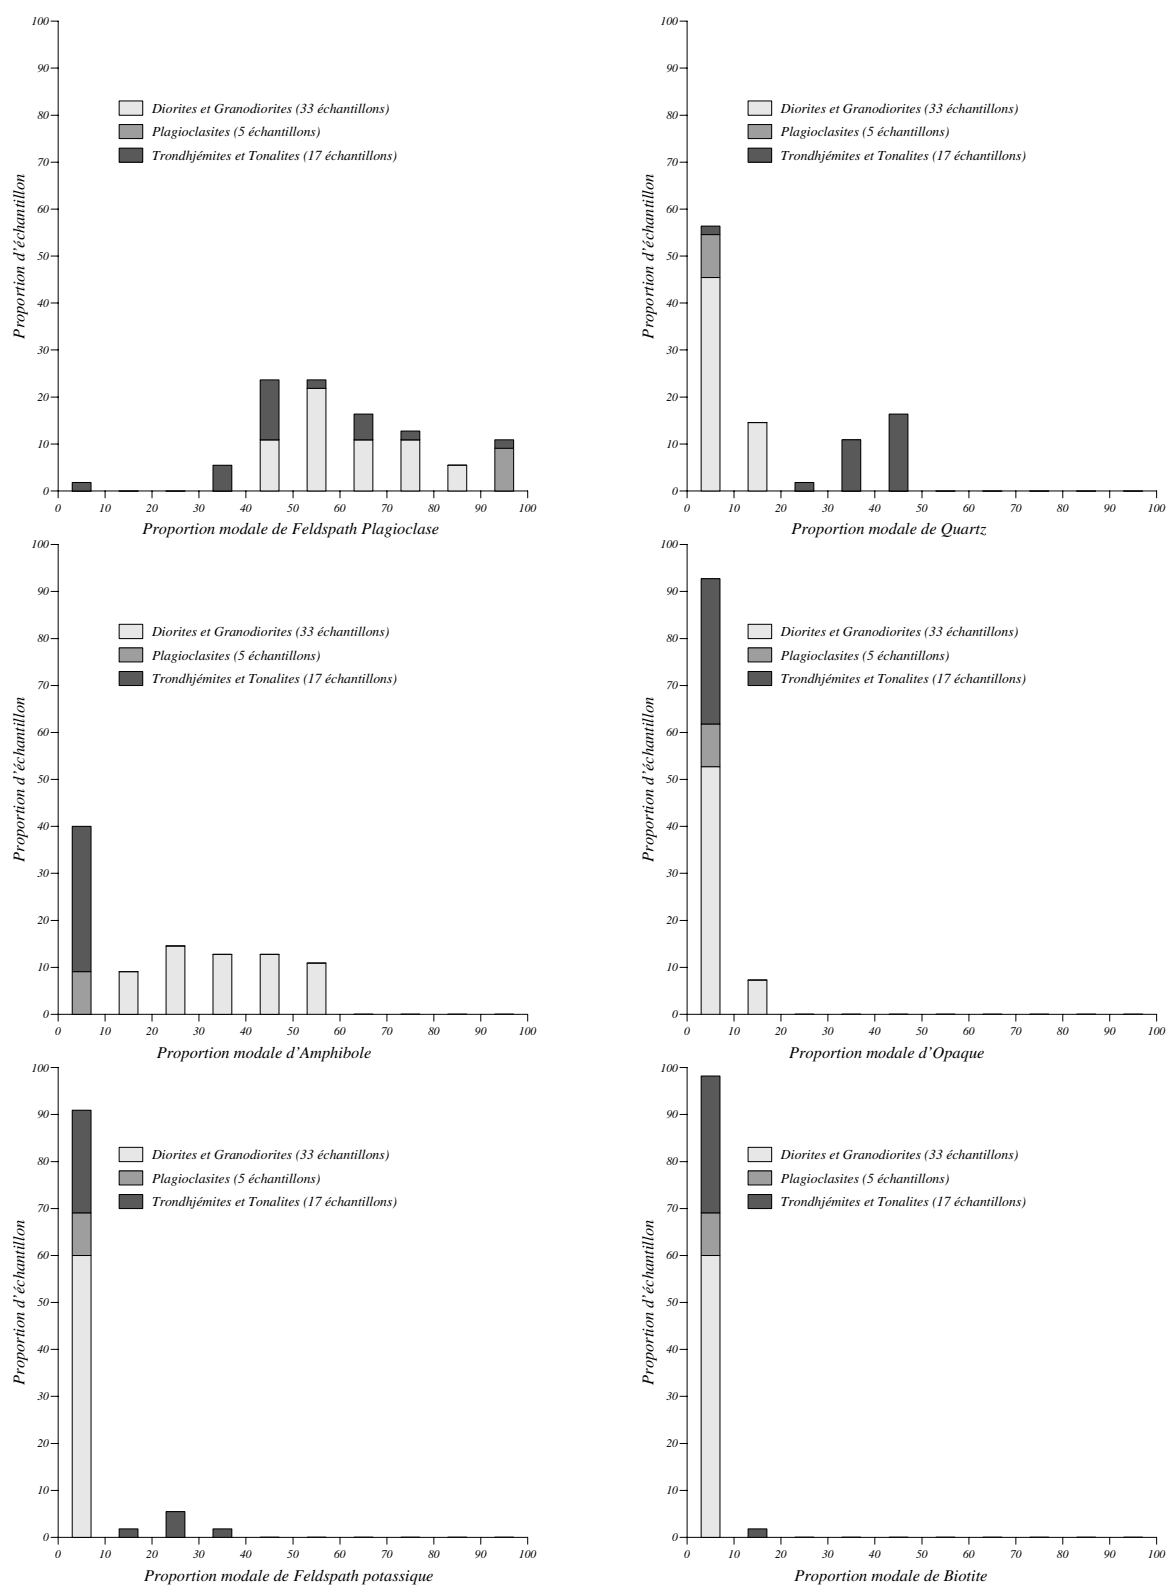 100
90
80
70
60
50
40
30
20
10
0
Proportion d'échantillon
Diorites et Granodiorites (33 échantillons)
Plagioclasites (5 échantillons)
Trondhjémites et Tonalites (17 échantillons)
0 10 20 30 40 50 60 70 80 90 100
Proportion modale de Feldspath Plagioclase
100
90
80
70
60
50
40
30
20
10
0
Proportion d'échantillon
Diorites et Granodiorites (33 échantillons)
Plagioclasites (5 échantillons)
Trondhjémites et Tonalites (17 échantillons)
0 10 20 30 40 50 60 70 80 90 100
Proportion modale de Quartz
100
90
80
70
60
50
40
30
20
10
0
Proportion d'échantillon
Diorites et Granodiorites (33 échantillons)
Plagioclasites (5 échantillons)
Trondhjémites et Tonalites (17 échantillons)
0 10 20 30 40 50 60 70 80 90 100
Proportion modale d'Amphibole
100
90
80
70
60
50
40
30
20
10
0
Proportion d'échantillon
Diorites et Granodiorites (33 échantillons)
Plagioclasites (5 échantillons)
Trondhjémites et Tonalites (17 échantillons)
0 10 20 30 40 50 60 70 80 90 100
Proportion modale d'Opaque
100
90
80
70
60
50
40
30
20
10
0
Proportion d'échantillon
Diorites et Granodiorites (33 échantillons)
Plagioclasites (5 échantillons)
Trondhjémites et Tonalites (17 échantillons)
0 10 20 30 40 50 60 70 80 90 100
Proportion modale de Feldspath potassique
100
90
80
70
60
50
40
30
20
10
0
Proportion d'échantillon
Diorites et Granodiorites (33 échantillons)
Plagioclasites (5 échantillons)
Trondhjémites et Tonalites (17 échantillons)
0 10 20 30 40 50 60 70 80 90 100
Proportion modale de Biotite